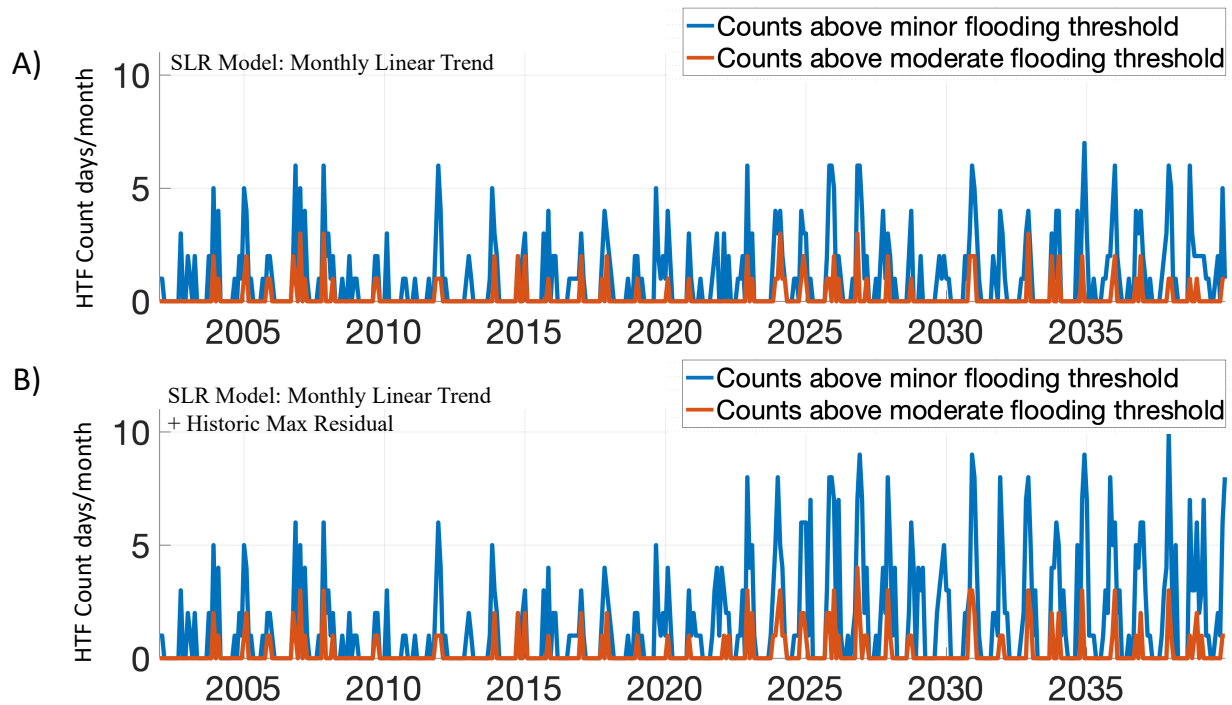 Counts above minor flooding threshold
Counts above moderate flooding threshold
A)
SLR Model: Monthly Linear Trend
HTF Count days/month
10
5
0
2005 2010 2015 2020 2025 2030 2035
B)
Counts above minor flooding threshold
Counts above moderate flooding threshold
SLR Model: Monthly Linear Trend
+ Historic Max Residual
HTF Count days/month
10
5
0
2005 2010 2015 2020 2025 2030 2035